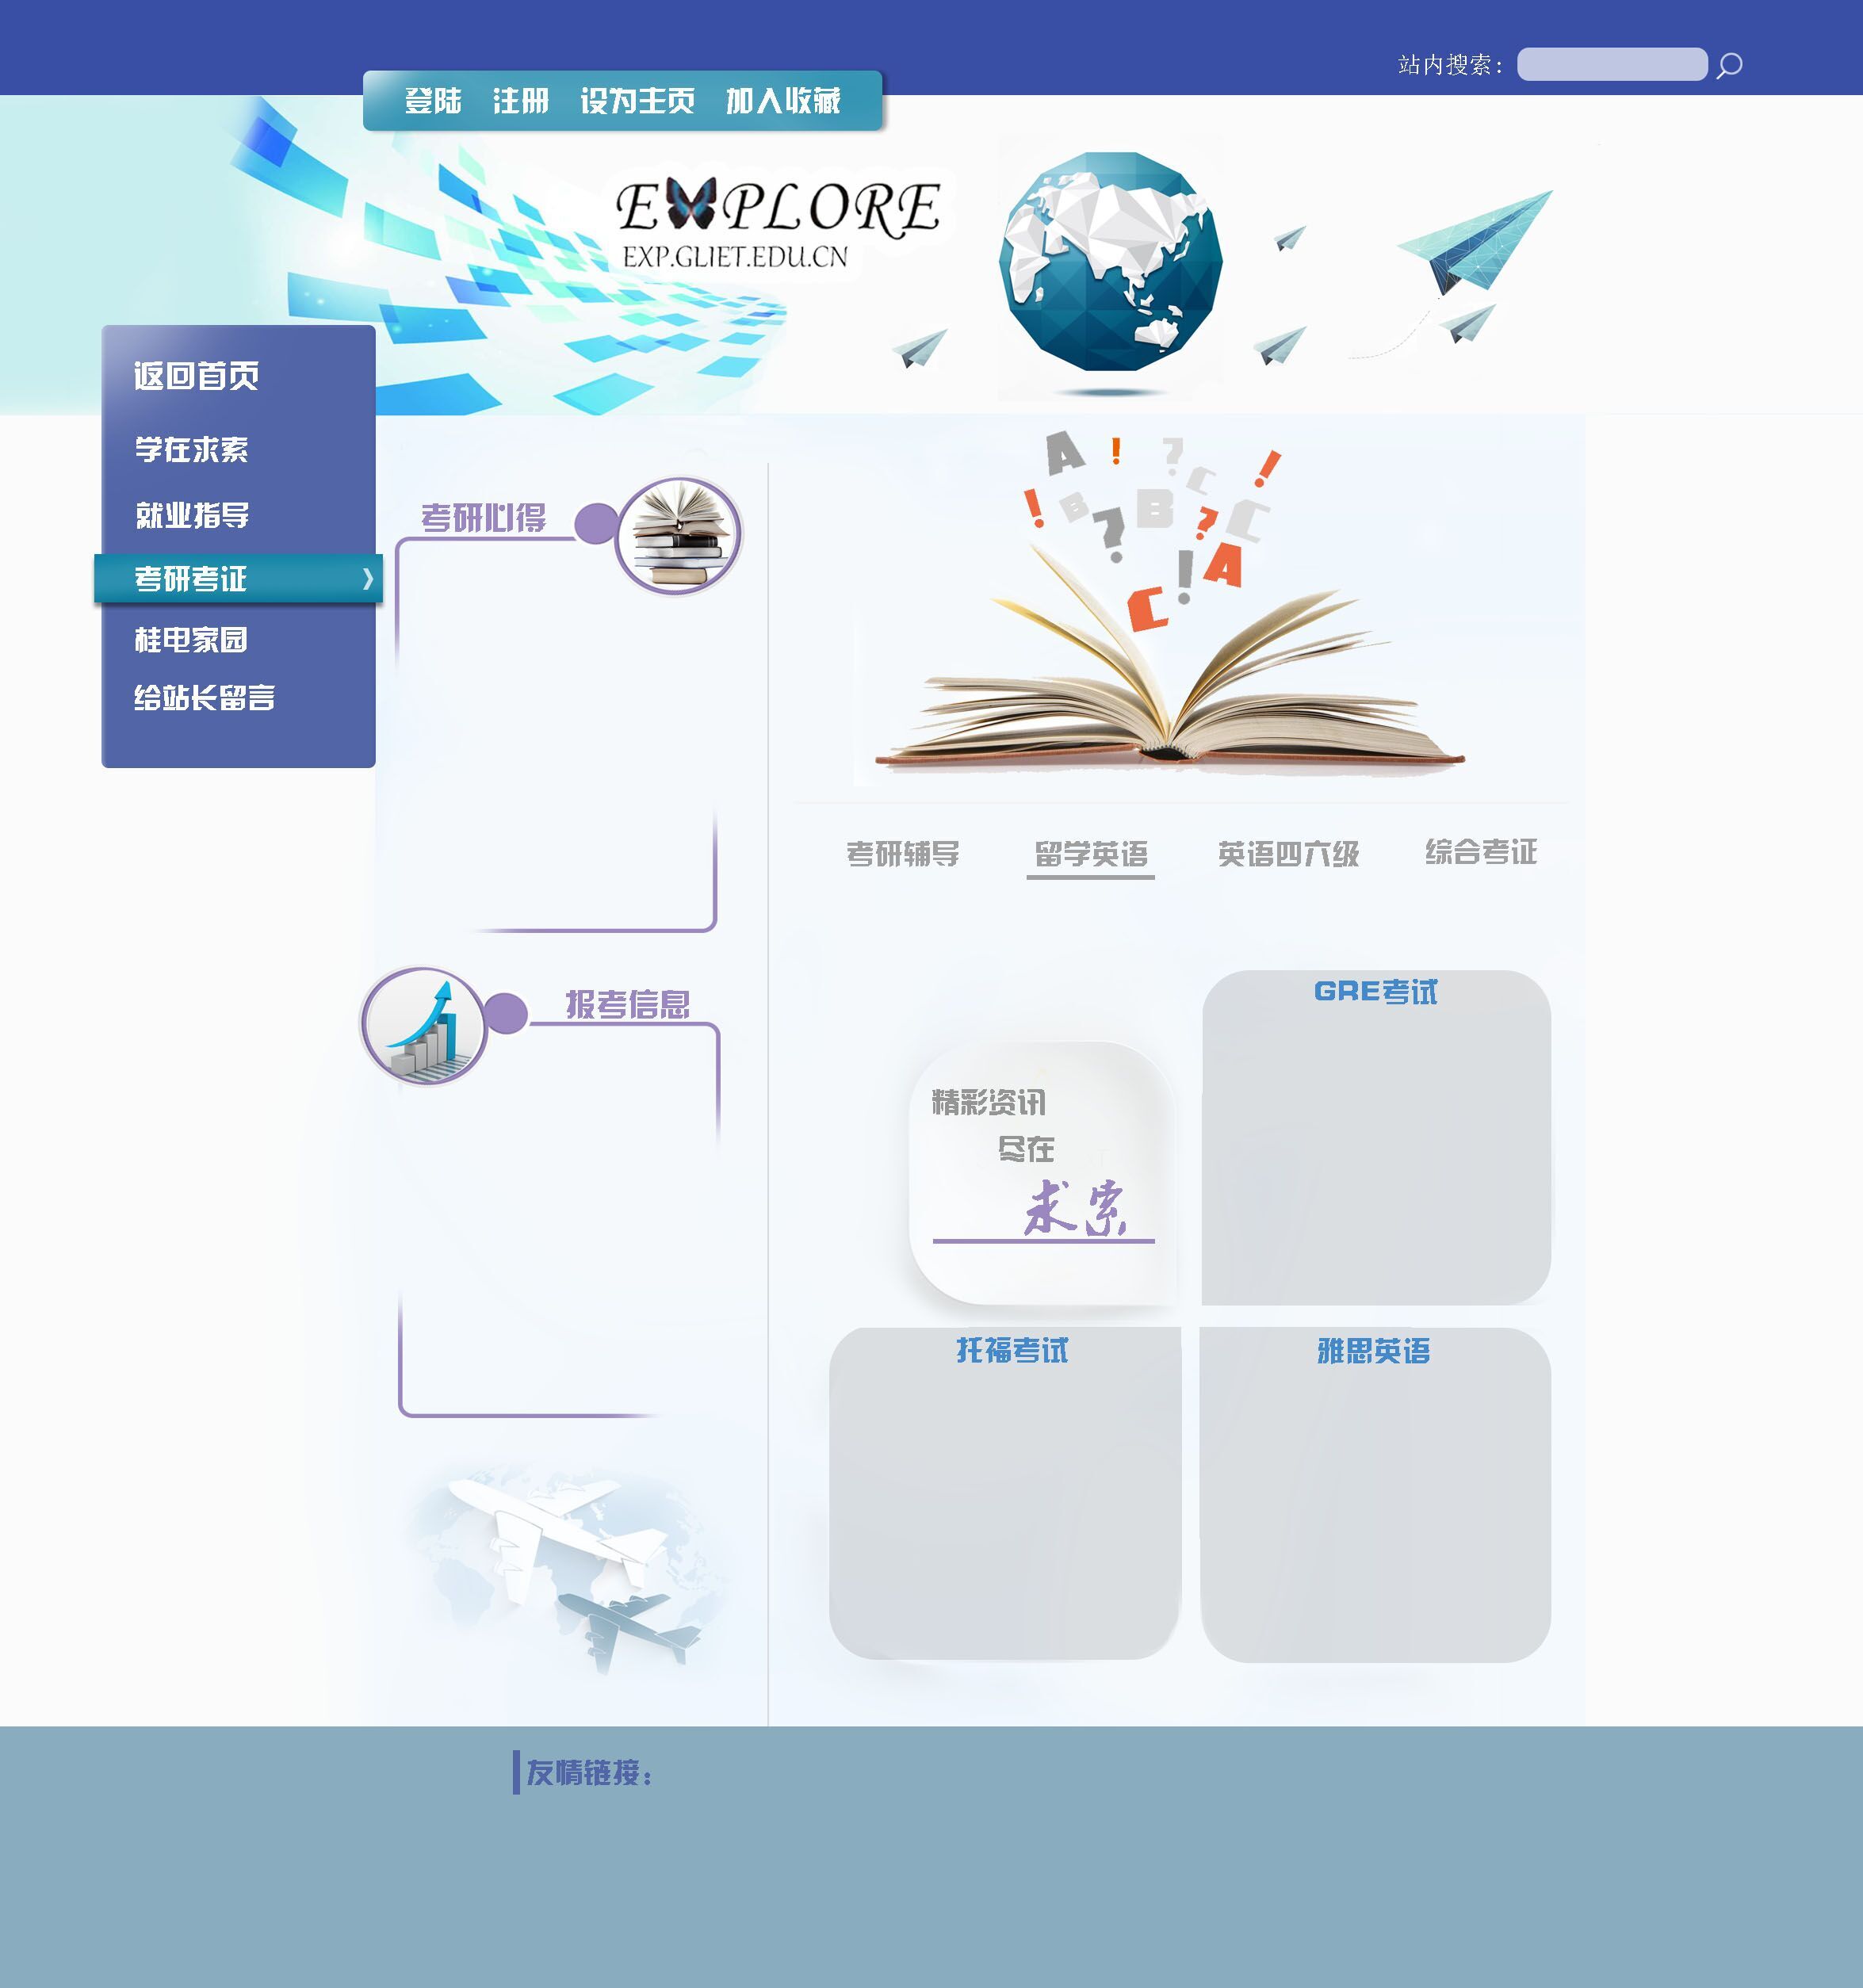 站内搜索：
登陆 注册 设为主页 加入收藏
EXPLORE
EXP.GLIET.EDU.CN
返回首页
学在求索
就业指导
考研考证
桂电家园
给站长留言
考研心得
A ! ? C !
! B ? B ? C
! A
C
考研辅导 留学英语 英语四六级 综合考证
报考信息
GRE考试
精彩资讯
尽在
求索
托福考试
雅思英语
友情链接：